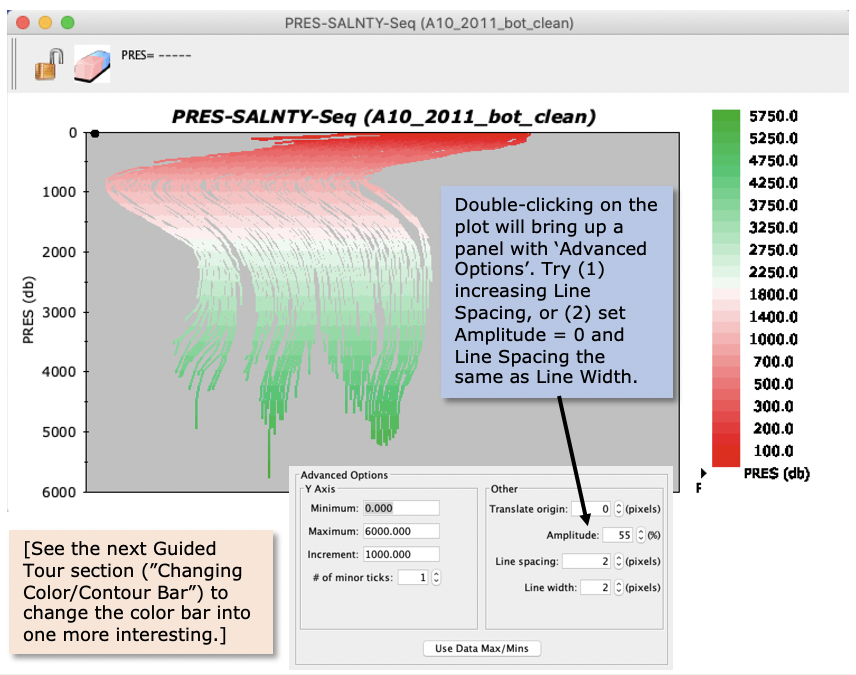 PRES-SALNTY-Seq (A10_2011_bot_clean)
PRES= -----
PRES-SALNTY-Seq (A10_2011_bot_clean)
0
1000
2000
3000
4000
5000
6000
PRES (db)
5750.0
5250.0
4750.0
4250.0
3750.0
3250.0
2750.0
2250.0
1800.0
1400.0
1000.0
700.0
500.0
300.0
200.0
100.0
PRES (db)
Double-clicking on the
plot will bring up a
panel with ‘Advanced
Options’. Try (1)
increasing Line
Spacing, or (2) set
Amplitude = 0 and
Line Spacing the
same as Line Width.
Advanced Options
Y Axis
Minimum: 0.000
Maximum: 6000.000
Increment: 1000.000
# of minor ticks: 1
Other
Translate origin: 0 (pixels)
Amplitude: 55 (%)
Line spacing: 2 (pixels)
Line width: 2 (pixels)
Use Data Max/Mins
[See the next Guided
Tour section (”Changing
Color/Contour Bar”) to
change the color bar into
one more interesting.]